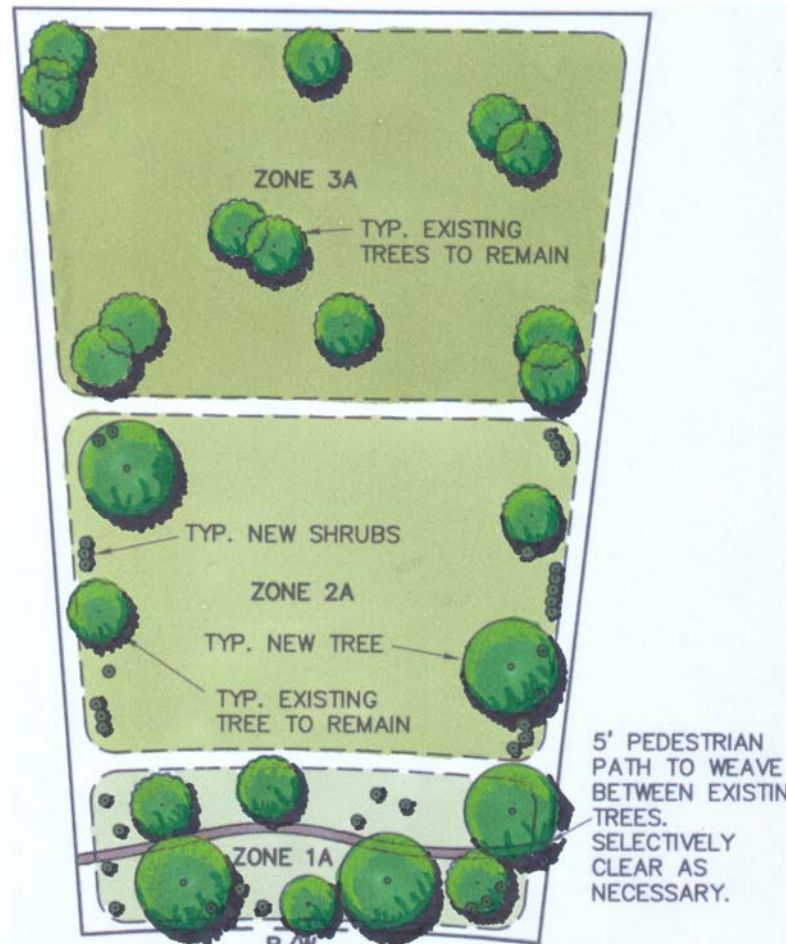 ZONE 3A
TYP. EXISTING
TREES TO REMAIN
TYP. NEW SHRUBS
ZONE 2A
TYP. NEW TREE
TYP. EXISTING
TREE TO REMAIN
5' PEDESTRIAN
PATH TO WEAVE
BETWEEN EXISTIN
TREES.
SELECTIVELY
CLEAR AS
NECESSARY.
ZONE 1A